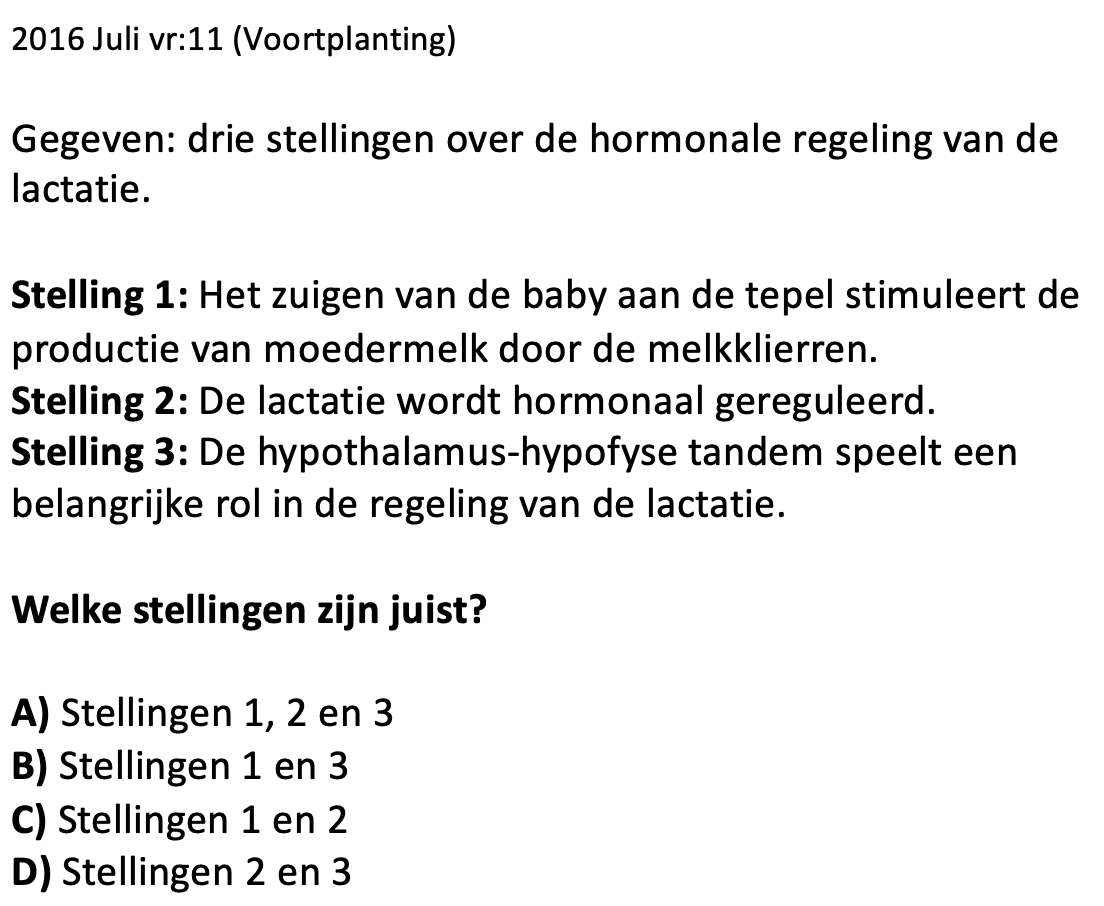 2016 Juli vr:11 (Voortplanting)
Gegeven: drie stellingen over de hormonale regeling van de
lactatie.
Stelling 1: Het zuigen van de baby aan de tepel stimuleert de
productie van moedermelk door de melkklierren.
Stelling 2: De lactatie wordt hormonaal gereguleerd.
Stelling 3: De hypothalamus-hypofyse tandem speelt een
belangrijke rol in de regeling van de lactatie.
Welke stellingen zijn juist?
A) Stellingen 1, 2 en 3
B) Stellingen 1 en 3
C) Stellingen 1 en 2
D) Stellingen 2 en 3